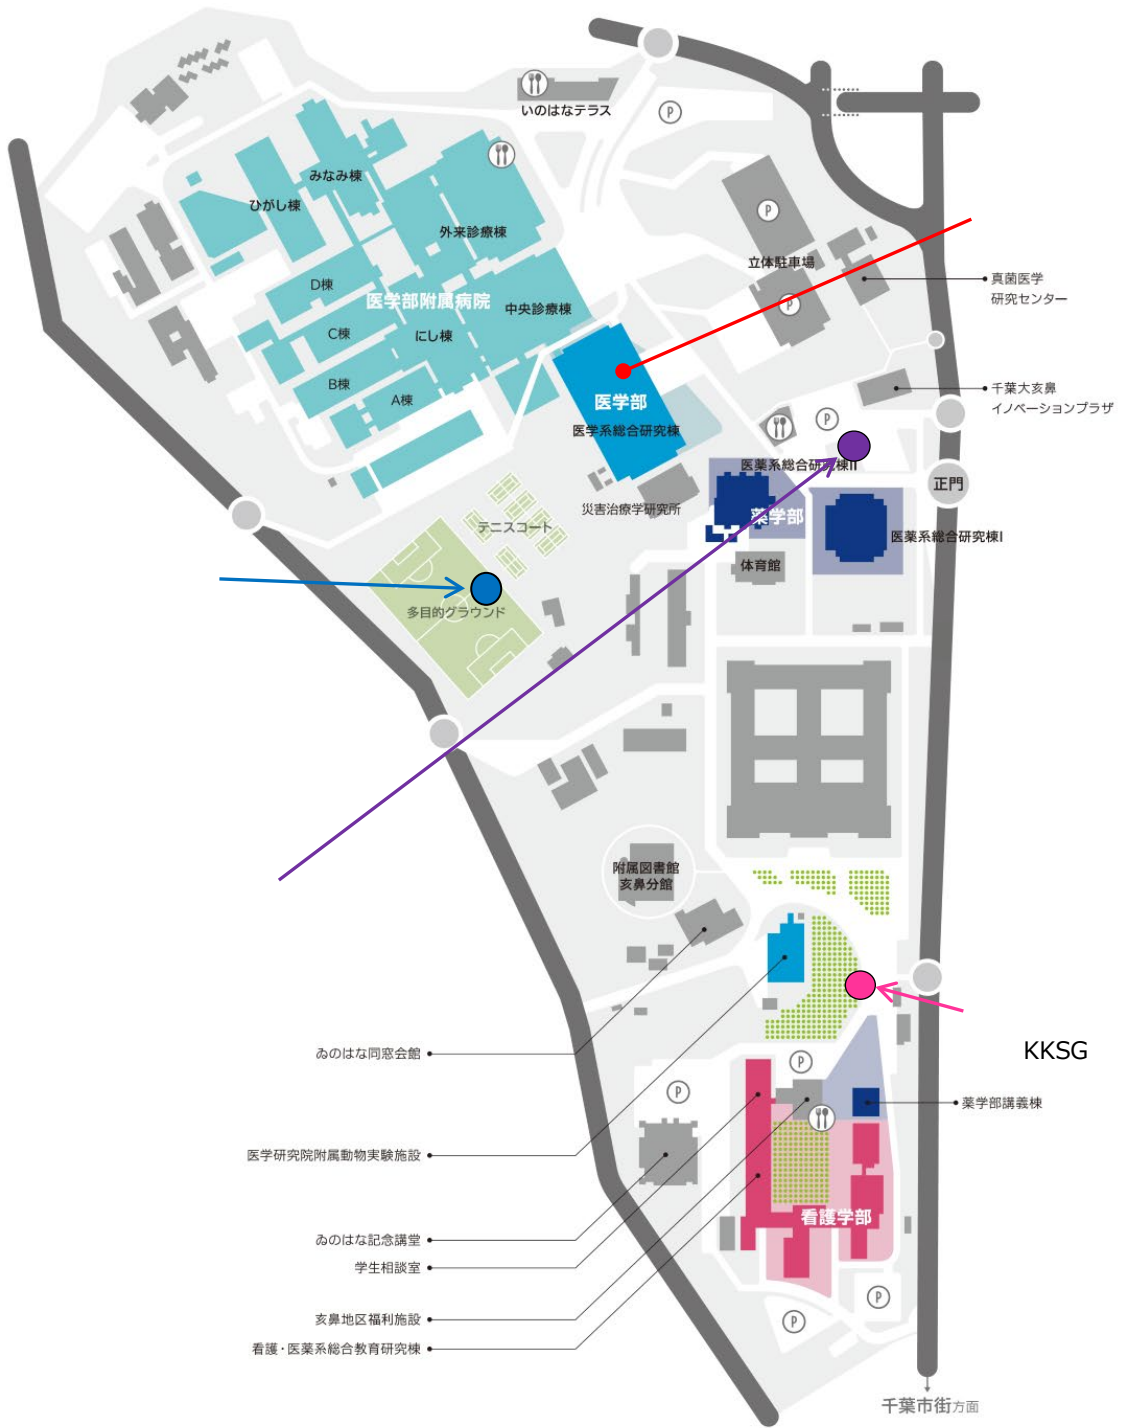 いのはなテラス
P
みなみ棟
ひがし棟
外来診療棟
P
立体駐車場
真菌医学
研究センター
D棟
医学部附属病院
中央診療棟
P
C棟
にし棟
B棟
A棟
医学部
医学系総合研究棟
千葉大亥鼻
イノベーションプラザ
P
医薬系総合研究棟II
正門
災害治療学研究所
薬学部
テニスコート
医薬系総合研究棟I
体育館
多目的グラウンド
附属図書館
亥鼻分館
ゐのはな同窓会館
KKSG
P
P
薬学部講義棟
医学研究院附属動物実験施設
看護学部
ゐのはな記念講堂
学生相談室
亥鼻地区福利施設
P
P
看護・医薬系総合教育研究棟
千葉市街方面